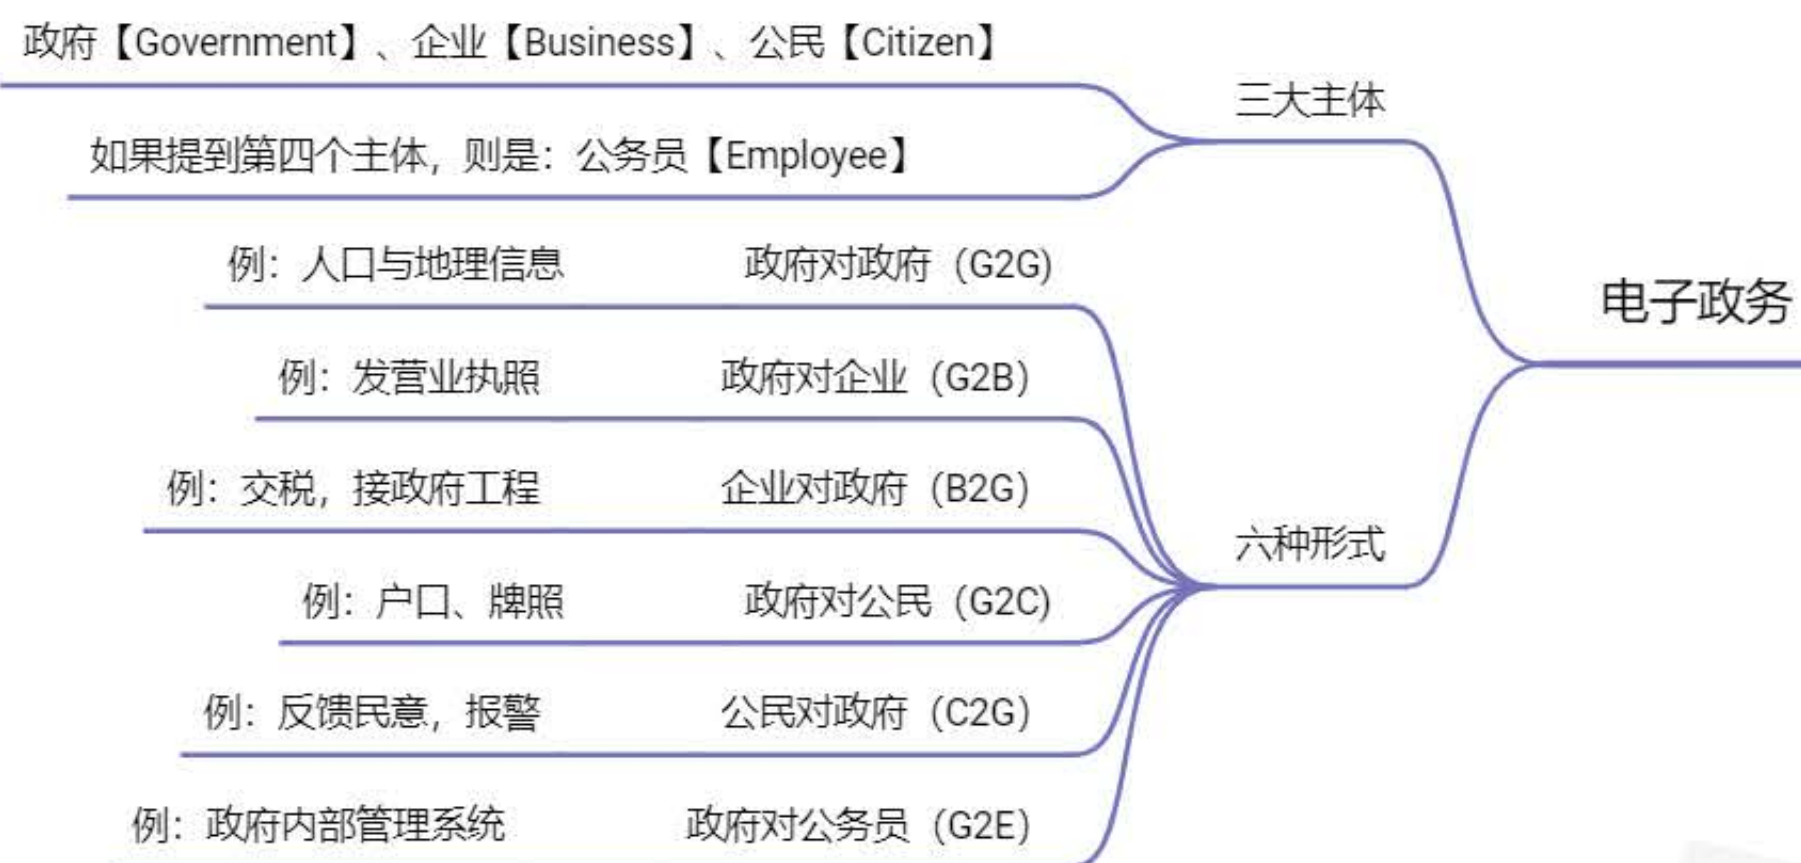 政府【Government】、企业【Business】、公民【Citizen】
三大主体
如果提到第四个主体，则是：公务员【Employee】
例：人口与地理信息 政府对政府（G2G)
电子政务
例：发营业执照 政府对企业（G2B）
例：交税，接政府工程 企业对政府（B2G）
六种形式
例：户口、牌照 政府对公民（G2C)
例：反馈民意，报警 公民对政府（C2G）
例：政府内部管理系统 政府对公务员（G2E）